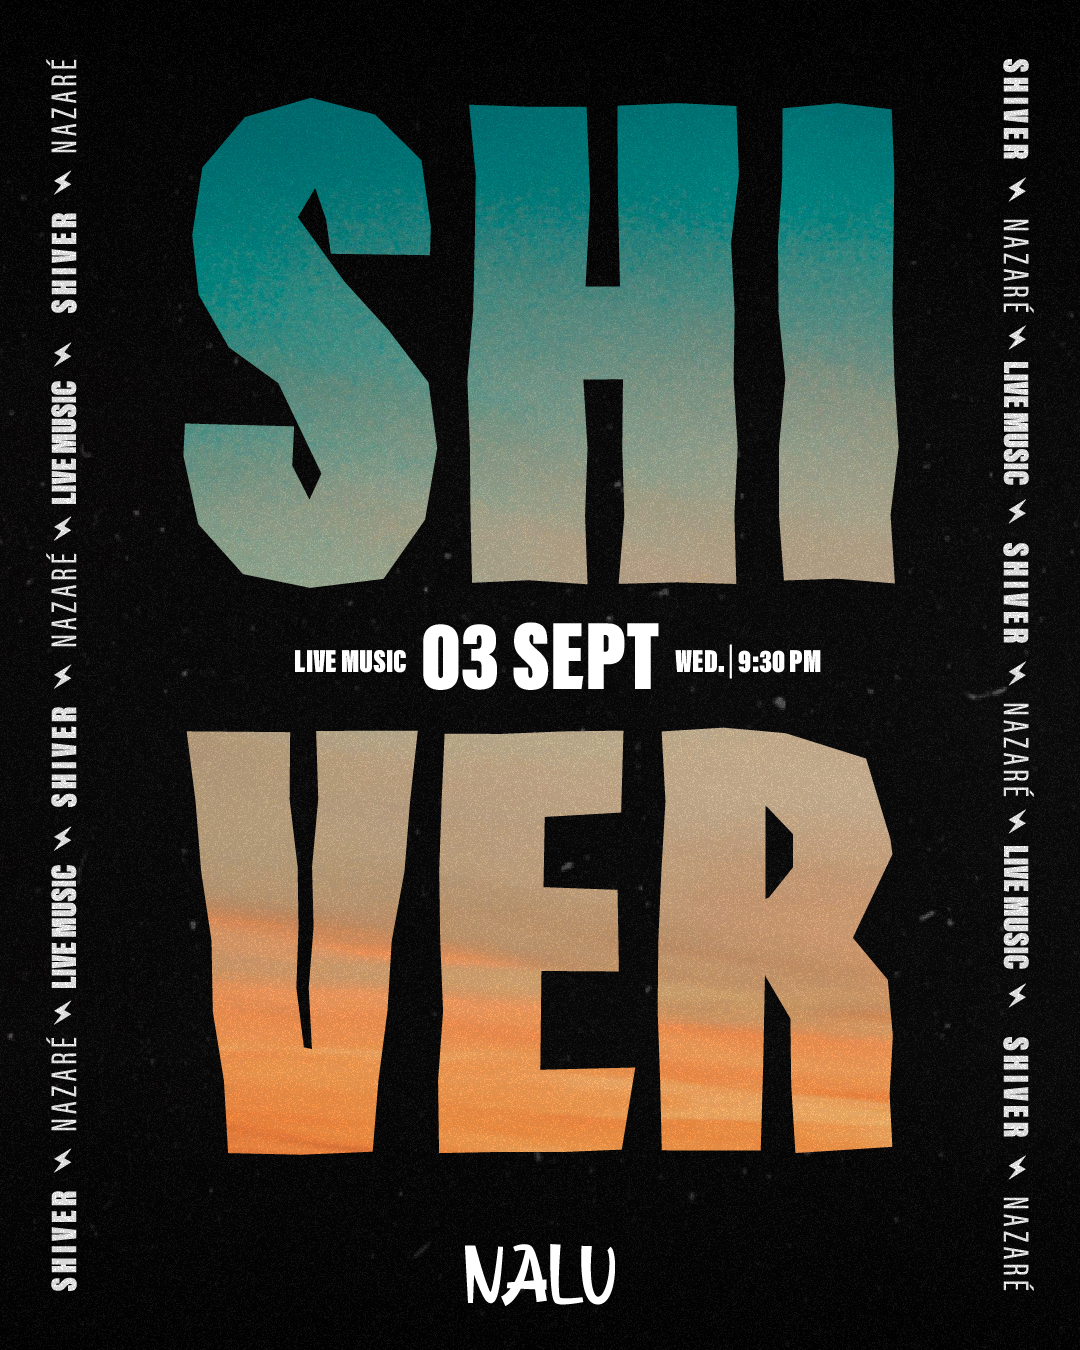 SHI
LIVE MUSIC 03 SEPT WED. | 9:30 PM
VER
NALU
SHIVER NAZARÉ LIVE MUSIC SHIVER NAZARÉ LIVE MUSIC SHIVER NAZARÉ
SHIVER NAZARÉ LIVE MUSIC SHIVER NAZARÉ LIVE MUSIC SHIVER NAZARÉ